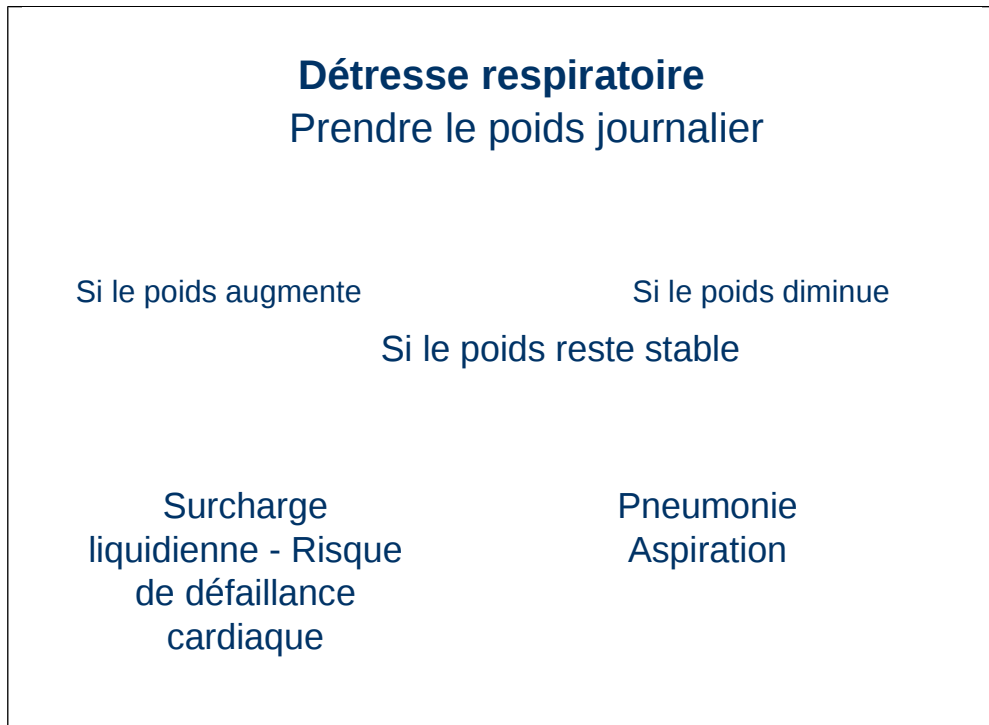 Détresse respiratoire
Prendre le poids journalier
Si le poids augmente
Si le poids diminue
Si le poids reste stable
Surcharge
liquidienne - Risque
de défaillance
cardiaque
Pneumonie
Aspiration